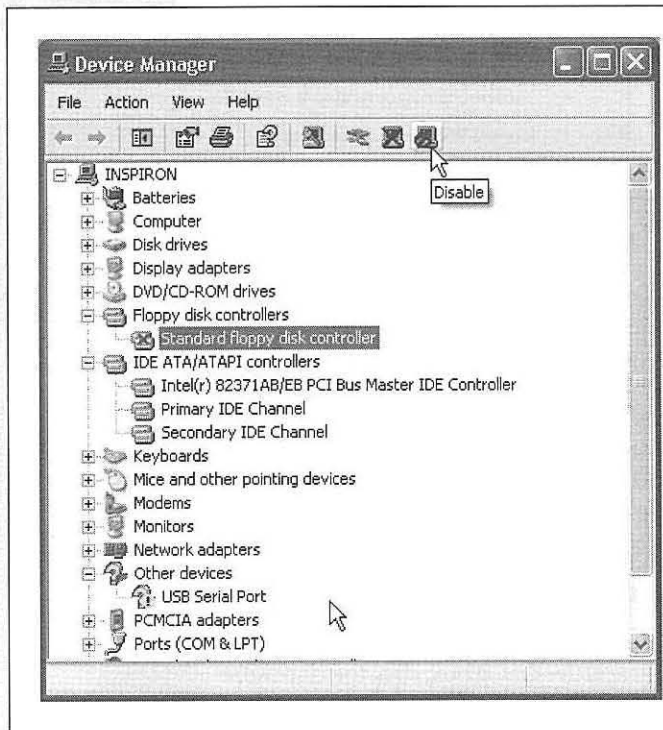 Device Manager
File Action View Help
Disable
INSPIRON
Batteries
Computer
Disk drives
Display adapters
DVD/CD-ROM drives
Floppy disk controllers
Standard floppy disk controller
IDE ATA/ATAPI controllers
Intel(r) 82371AB/EB PCI Bus Master IDE Controller
Primary IDE Channel
Secondary IDE Channel
Keyboards
Mice and other pointing devices
Modems
Monitors
Network adapters
Other devices
USB Serial Port
PCMCIA adapters
Ports (COM & LPT)